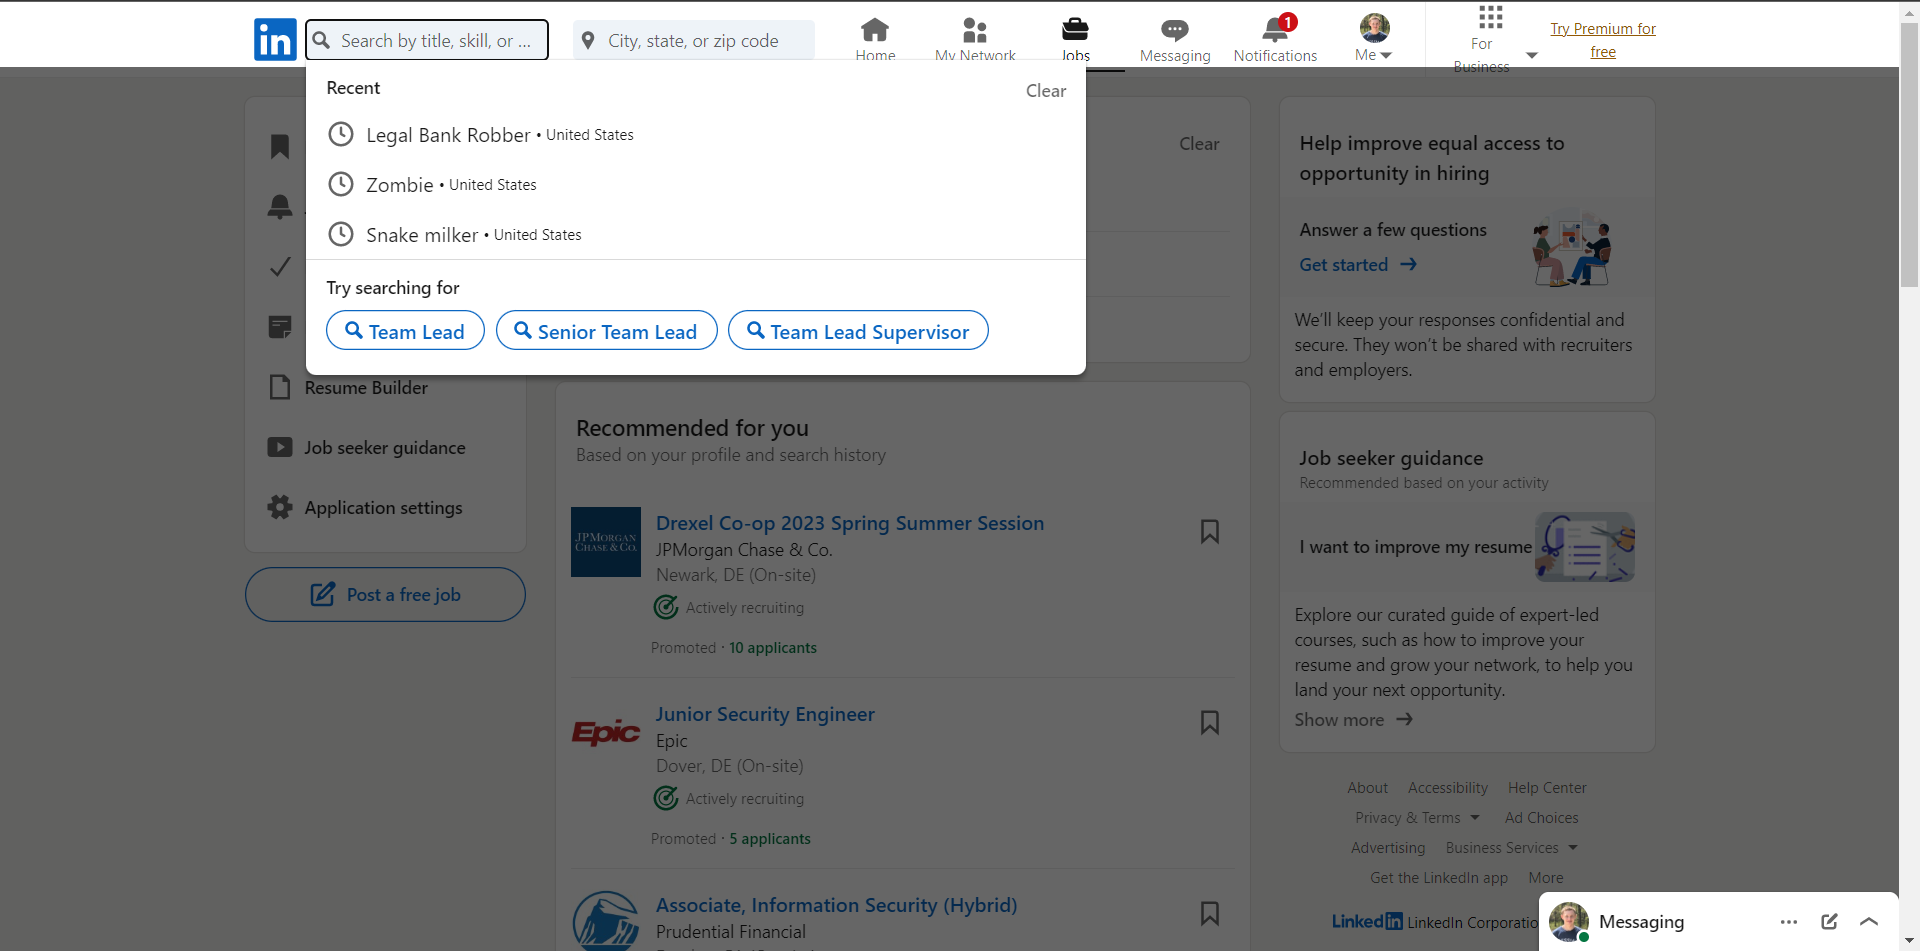 in
Search by title, skill, or ...
City, state, or zip code
Home
My Network
Jobs
Messaging
Notifications
1
Me
For Business
Try Premium for free
Recent
Clear
Legal Bank Robber • United States
Zombie • United States
Snake milker • United States
Try searching for
Team Lead
Senior Team Lead
Team Lead Supervisor
Clear
Resume Builder
Job seeker guidance
Application settings
Post a free job
Recommended for you
Based on your profile and search history
JPMORGAN
CHASE & CO.
Drexel Co-op 2023 Spring Summer Session
JPMorgan Chase & Co.
Newark, DE (On-site)
Actively recruiting
Promoted · 10 applicants
Epic
Junior Security Engineer
Epic
Dover, DE (On-site)
Actively recruiting
Promoted · 5 applicants
Associate, Information Security (Hybrid)
Prudential Financial
Help improve equal access to
opportunity in hiring
Answer a few questions
Get started
We’ll keep your responses confidential and
secure. They won’t be shared with recruiters
and employers.
Job seeker guidance
Recommended based on your activity
I want to improve my resume
Explore our curated guide of expert-led
courses, such as how to improve your
resume and grow your network, to help you
land your next opportunity.
Show more
About Accessibility Help Center
Privacy & Terms Ad Choices
Advertising Business Services
Get the LinkedIn app More
LinkedIn LinkedIn Corporatio
Messaging